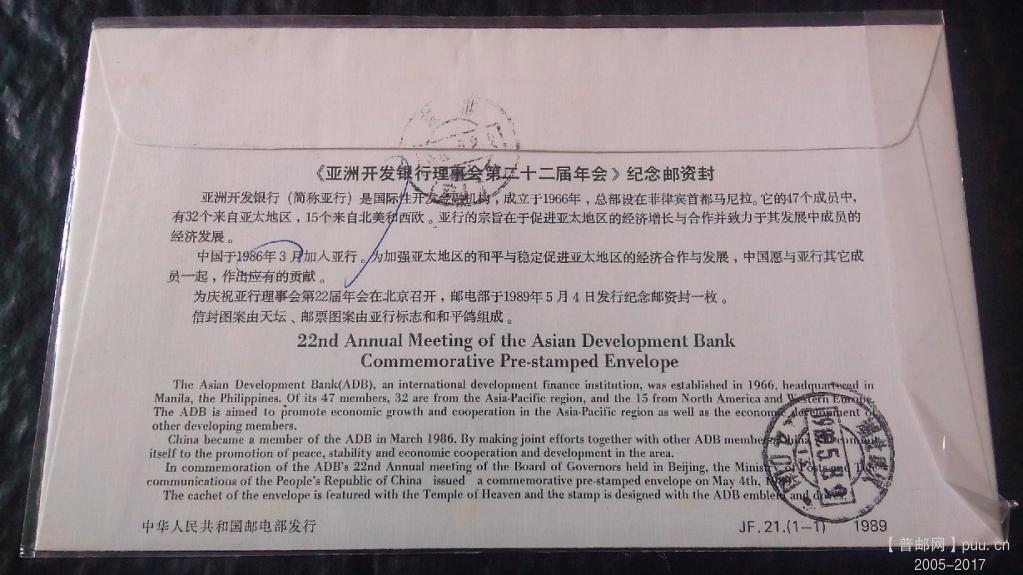 《亚洲开发银行理事会第二十二届年会》纪念邮资封
亚洲开发银行（简称亚行）是国际性开发金融机构，成立于1966年，总部设在菲律宾首都马尼拉。它的47个成员中，
有32个来自亚太地区，15个来自北美和西欧。亚行的宗旨在于促进亚太地区的经济增长与合作并致力于其发展中成员的
经济发展。
中国于1986年3月加入亚行。为加强亚太地区的和平与稳定促进亚太地区的经济合作与发展，中国愿与亚行其它成
员一起，作出应有的贡献。
为庆祝亚行理事会第22届年会在北京召开，邮电部于1989年5月4日发行纪念邮资封一枚。
信封图案由天坛、邮票图案由亚行标志和和平鸽组成。
22nd Annual Meeting of the Asian Development Bank
Commemorative Pre-stamped Envelope
The Asian Development Bank(ADB), an international development finance institution, was established in 1966, headquartered in
Manila, the Philippines. Of its 47 members, 32 are from the Asia-Pacific region, and the 15 from North America and Western Europe.
The ADB is aimed to promote economic growth and cooperation in the Asia-Pacific region as well as the economic development of
other developing members.
China became a member of the ADB in March 1986. By making joint efforts together with other ADB members, China
itself to the promotion of peace, stability and economic cooperation and development in the area.
In commemoration of the ADB's 22nd Annual meeting of the Board of Governors held in Beijing, the Ministry of Posts and
communications of the People's Republic of China issued a commemorative pre-stamped envelope on May 4th,
The cachet of the envelope is featured with the Temple of Heaven and the stamp is designed with the ADB emblem and
中华人民共和国邮电部发行
JF.21.(1-1) 1989
【普邮网】puu.cn
2005-2017